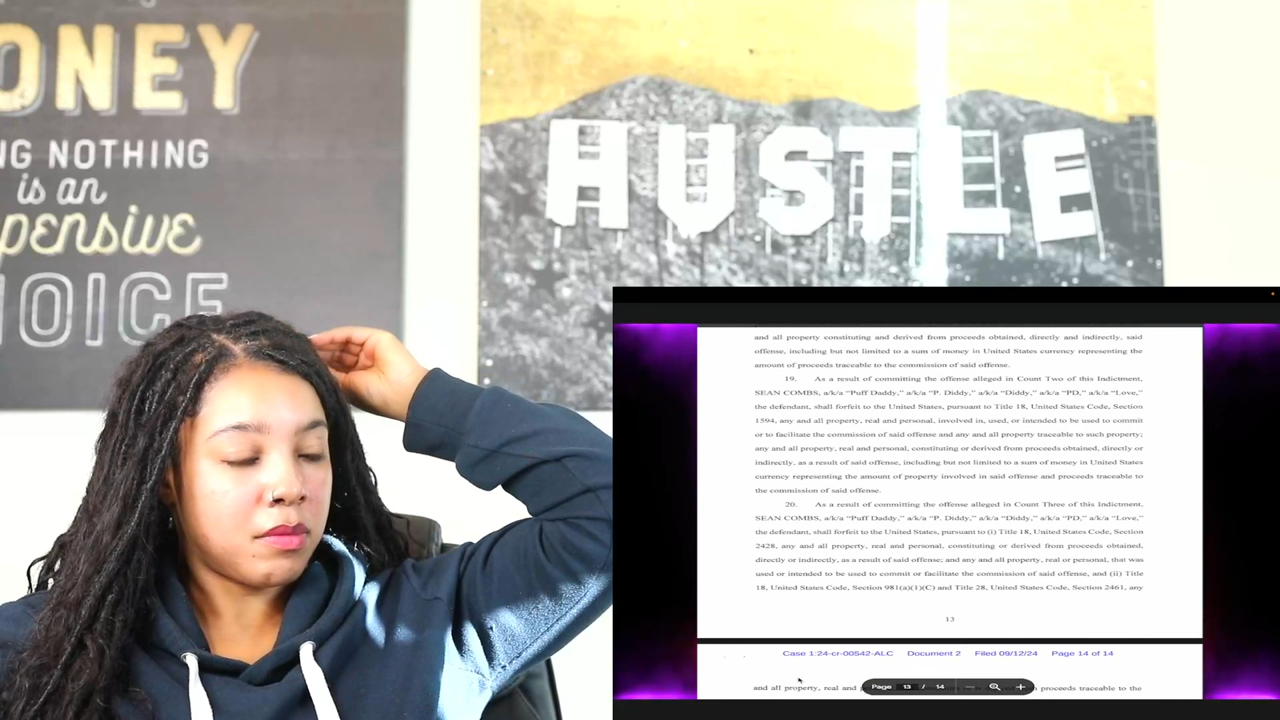 ONEY
NG NOTHING
is an
pensive
HOICE
HUSTLE
and all property constituting and derived from proceeds obtained, directly and indirectly, said
offense, including but not limited to a sum of money in United States currency representing the
amount of proceeds traceable to the commission of said offense.
19. As a result of committing the offense alleged in Count Two of this Indictment,
SEAN COMBS, a/k/a “Puff Daddy,” a/k/a “P. Diddy,” a/k/a “Diddy,” a/k/a “PD,” a/k/a “Love,”
the defendant, shall forfeit to the United States, pursuant to Title 18, United States Code, Section
1594, any and all property, real and personal, involved in, used, or intended to be used to commit
or to facilitate the commission of said offense and any and all property traceable to such property;
any and all property, real and personal, constituting or derived from proceeds obtained, directly or
indirectly, as a result of said offense, including but not limited to a sum of money in United States
currency representing the amount of property involved in said offense and proceeds traceable to
the commission of said offense.
20. As a result of committing the offense alleged in Count Three of this Indictment,
SEAN COMBS, a/k/a “Puff Daddy,” a/k/a “P. Diddy,” a/k/a “Diddy,” a/k/a “PD,” a/k/a “Love,”
the defendant, shall forfeit to the United States, pursuant to (i) Title 18, United States Code, Section
2428, any and all property, real and personal, constituting or derived from proceeds obtained,
directly or indirectly, as a result of said offense; and any and all property, real or personal, that was
used or intended to be used to commit or facilitate the commission of said offense, and (ii) Title
18, United States Code, Section 981(a)(1)(C) and Title 28, United States Code, Section 2461, any
13
Case 1:24-cr-00542-ALC Document 2 Filed 09/12/24 Page 14 of 14
and all property, real and proceeds traceable to the
Page 13 / 14